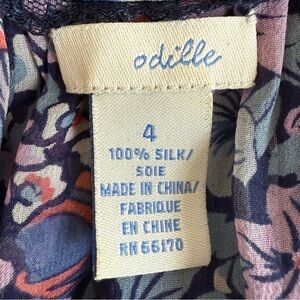 odille
4
100% SILK/
SOIE
MADE IN CHINA/
FABRIQUE
EN CHINE
RN 66170